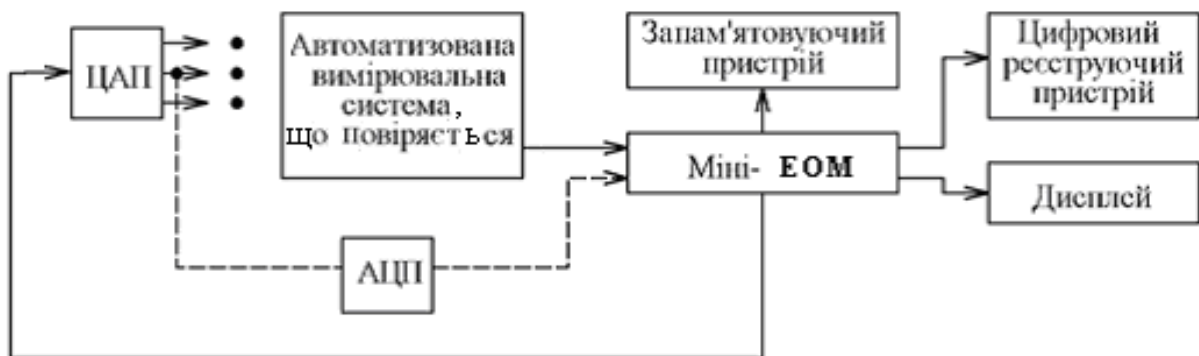 ЦАП
Автоматизована
вимірювальна
система,
що повіряється
Запам'ятовуючий
пристрій
Цифровий
реєструючий
пристрій
Міні- ЕОМ
Дисплей
АЦП